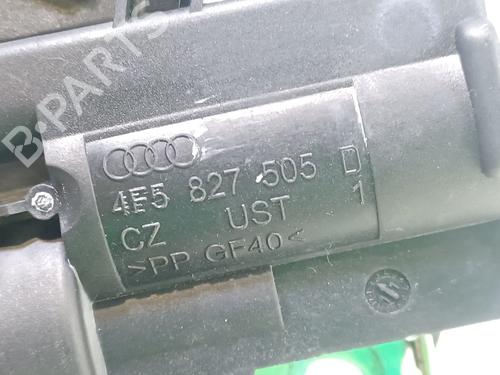 B-PARTS
4E5 827 505 D
CZ UST 1
>PP GF40<